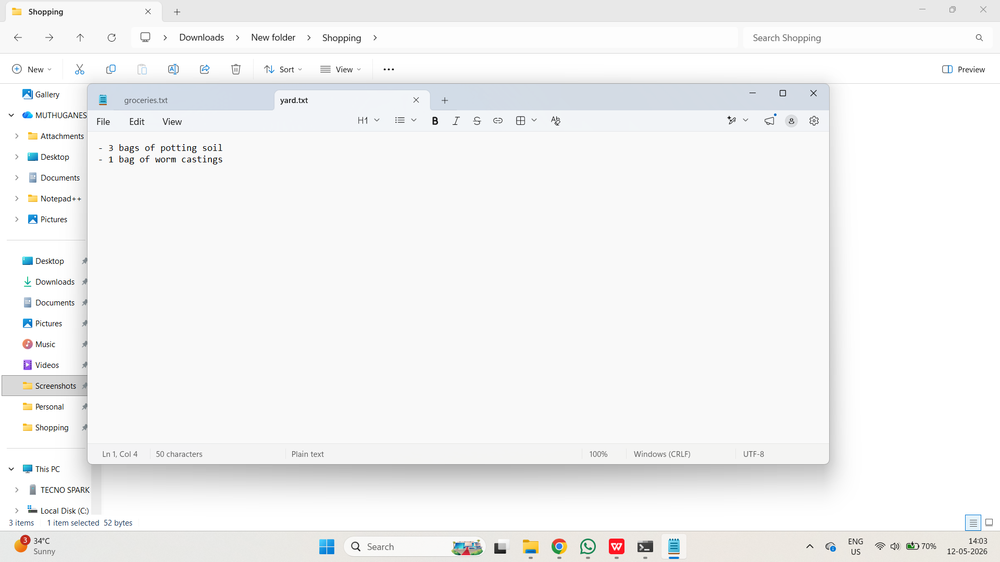 Shopping
Downloads New folder Shopping
Search Shopping
New Sort View Preview
Gallery
MUTHUGANES
Attachments
Desktop
Documents
Notepad++
Pictures
Desktop
Downloads
Documents
Pictures
Music
Videos
Screenshots
Personal
Shopping
This PC
TECNO SPARK
Local Disk (C:)
groceries.txt yard.txt
File Edit View H1 B I S
- 3 bags of potting soil
- 1 bag of worm castings
Ln 1, Col 4 50 characters Plain text 100% Windows (CRLF) UTF-8
3 items 1 item selected 52 bytes
3
34°C
Sunny
Search
W
ENG
US
70%
14:03
12-05-2026